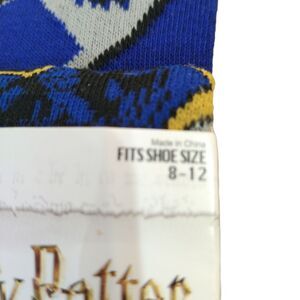 Made in China
FITS SHOE SIZE
8-12
y Potter